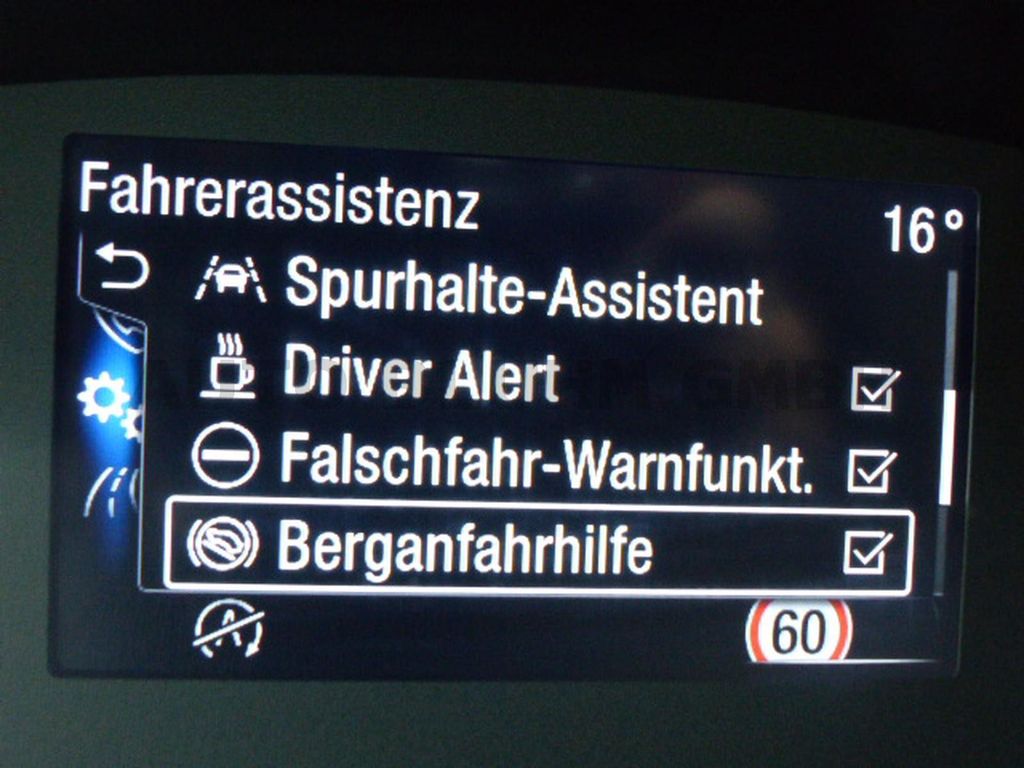 Fahrerassistenz
16°
Spurhalte-Assistent
Driver Alert
Falschfahr-Warnfunkt.
Berganfahrhilfe
60